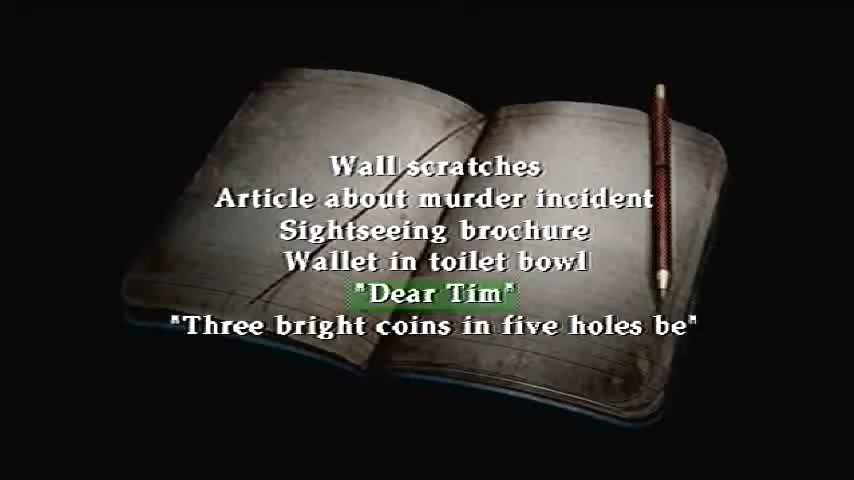 Wall scratches
Article about murder incident
Sightseeing brochure
Wallet in toilet bowl
"Dear Tim"
"Three bright coins in five holes be"